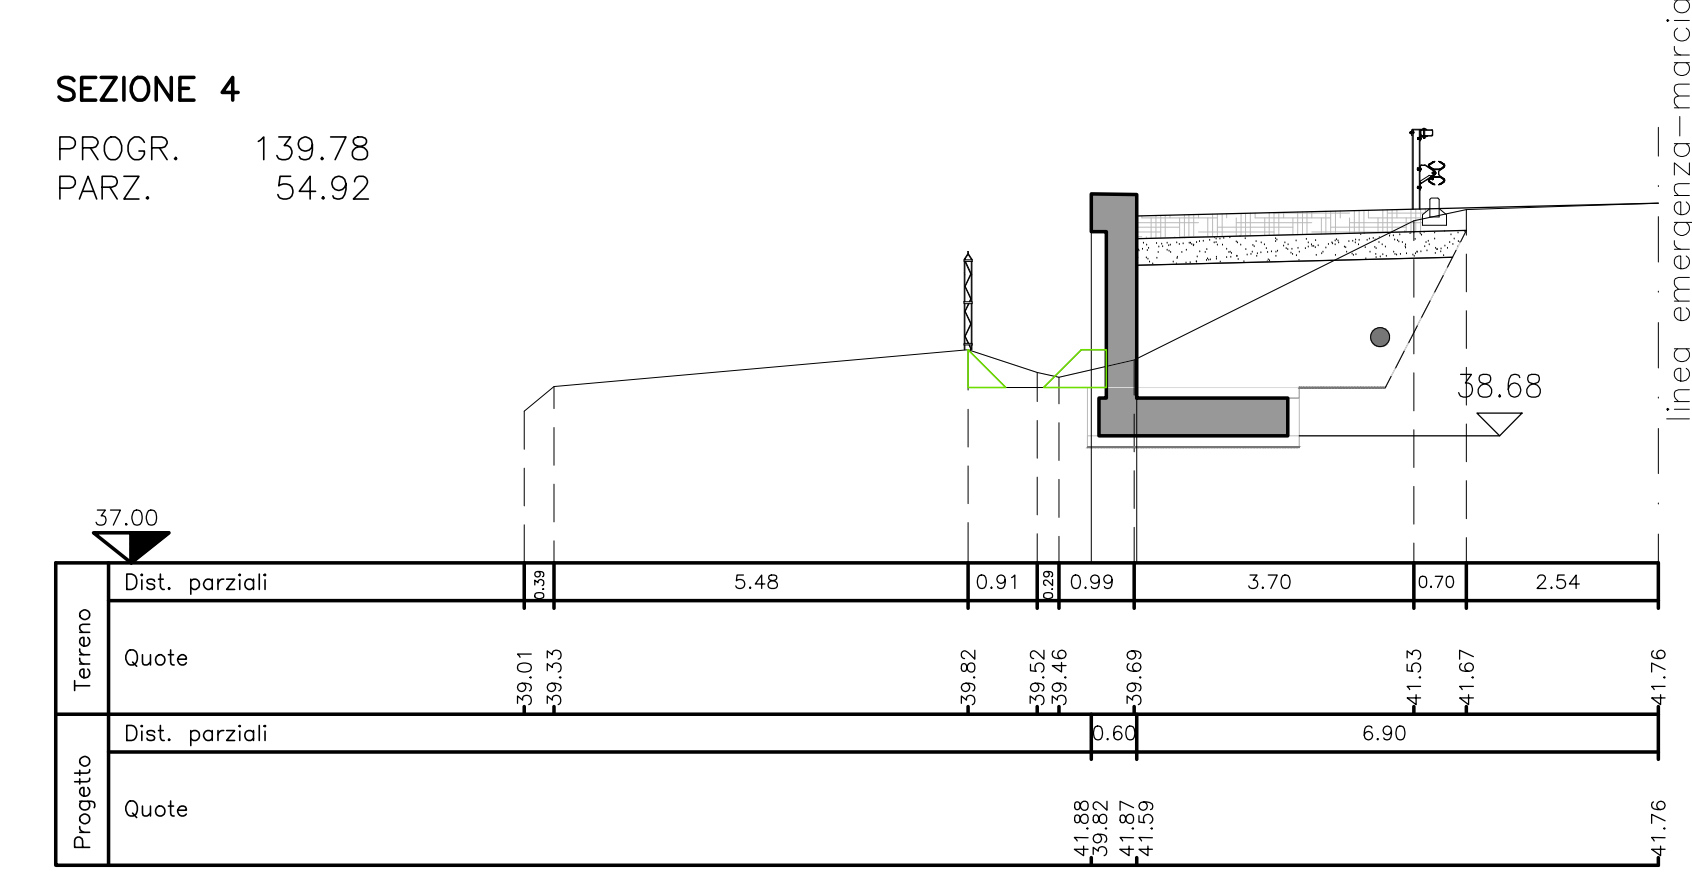 SEZIONE 4
PROGR. 139.78
PARZ. 54.92
linea emergenza-marcia
38.68
37.00
Terreno
Dist. parziali 0.39 5.48 0.91 0.29 0.99 3.70 0.70 2.54
Quote 39.01 39.33 39.82 39.52 39.46 39.69 41.53 41.67 41.76
Progetto
Dist. parziali 0.60 6.90
Quote 41.88 39.82 41.87 41.59 41.76